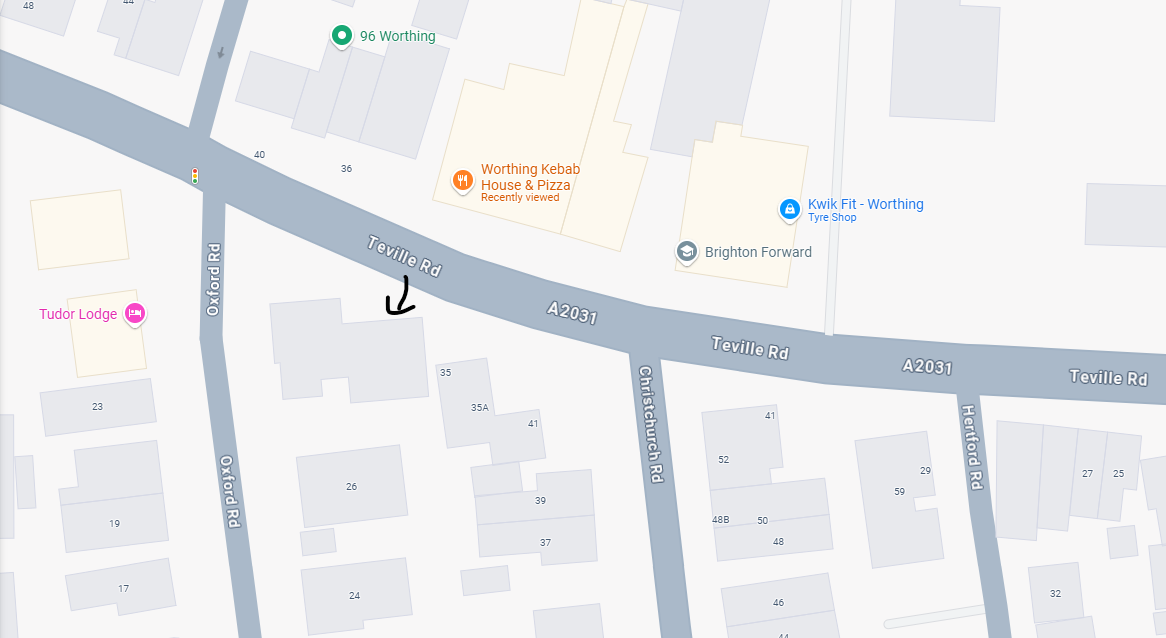 48
44
96 Worthing
40
36
Worthing Kebab
House & Pizza
Recently viewed
Kwik Fit - Worthing
Tyre Shop
Brighton Forward
Teville Rd
Oxford Rd
Tudor Lodge
A2031
Teville Rd
A2031
Teville Rd
35
35A
41
23
Christchurch Rd
41
52
Hertford Rd
29
59
27
25
Oxford Rd
26
39
37
48B
50
48
19
17
24
46
44
32